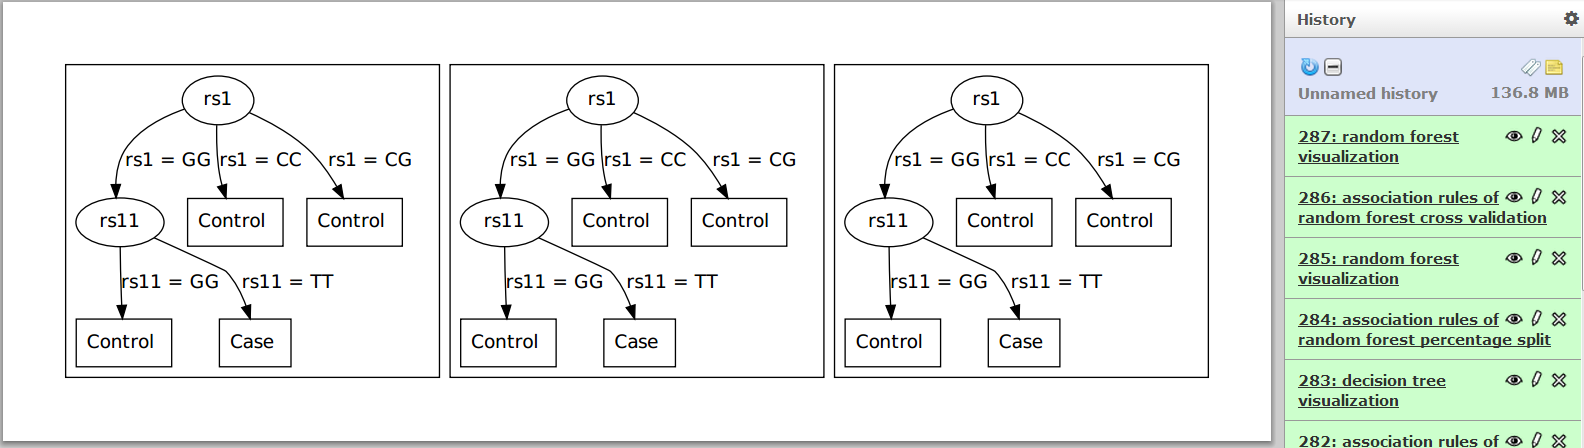 rs1
rs1 = GG
rs1 = CC
rs1 = CG
rs11
Control
Control
rs11 = GG
rs11 = TT
Control
Case
rs1
rs1 = GG
rs1 = CC
rs1 = CG
rs11
Control
Control
rs11 = GG
rs11 = TT
Control
Case
rs1
rs1 = GG
rs1 = CC
rs1 = CG
rs11
Control
Control
rs11 = GG
rs11 = TT
Control
Case
History
Unnamed history
136.8 MB
287: random forest
visualization
286: association rules of
random forest cross validation
285: random forest
visualization
284: association rules of
random forest percentage split
283: decision tree
visualization
282: association rules of